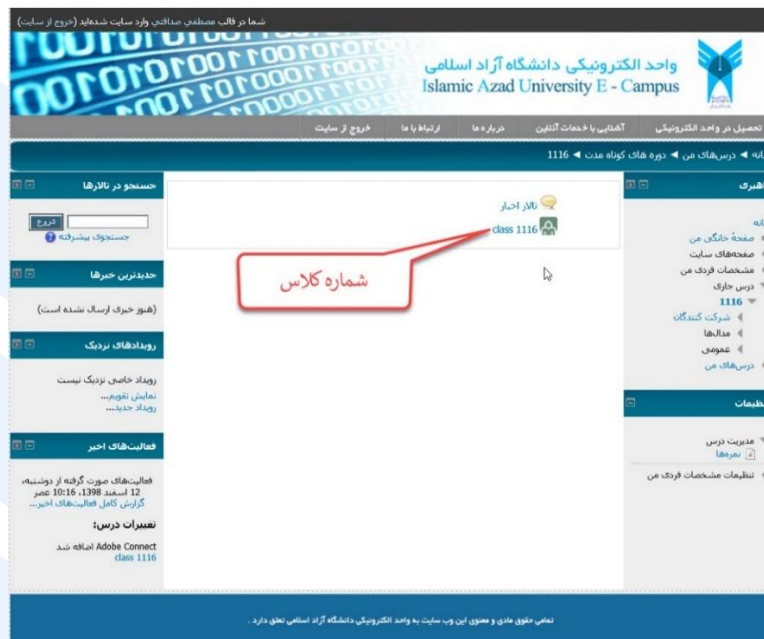 شما در قالب مصطفي صداقتي وارد سایت شده‌اید (خروج از سایت)
واحد الکترونیکی دانشگاه آزاد اسلامی
Islamic Azad University E - Campus
تحصیل در واحد الکترونیکی آشنایی با خدمات آنلاین درباره ما ارتباط با ما خروج از سایت
درس‌های من ◄ دوره های کوتاه مدت ◄ 1116
صفحهٔ خانگی من
صفحه‌های سایت
مشخصات فردی من
درس جاری
1116
شرکت کنندگان
مدال‌ها
عمومی
درس‌های من
مدیریت درس
نمره‌ها
تنظیمات مشخصات فردی من
تالار اخبار
class 1116
شماره کلاس
جستجو در تالارها
شروع
جستجوی پیشرفته
جدیدترین خبرها
(هنوز خبری ارسال نشده است)
رویدادهای نزدیک
رویداد خاصی نزدیک نیست
نمایش تقویم...
رویداد جدید...
فعالیت‌های اخیر
فعالیت‌های صورت گرفته از دوشنبه،
12 اسفند 1398، 10:16 عصر
گزارش کامل فعالیت‌های اخیر...
تغییرات درس:
Adobe Connect اضافه شد
class 1116
تمامی حقوق مادی و معنوی این وب سایت به واحد الکترونیکی دانشگاه آزاد اسلامی تعلق دارد .